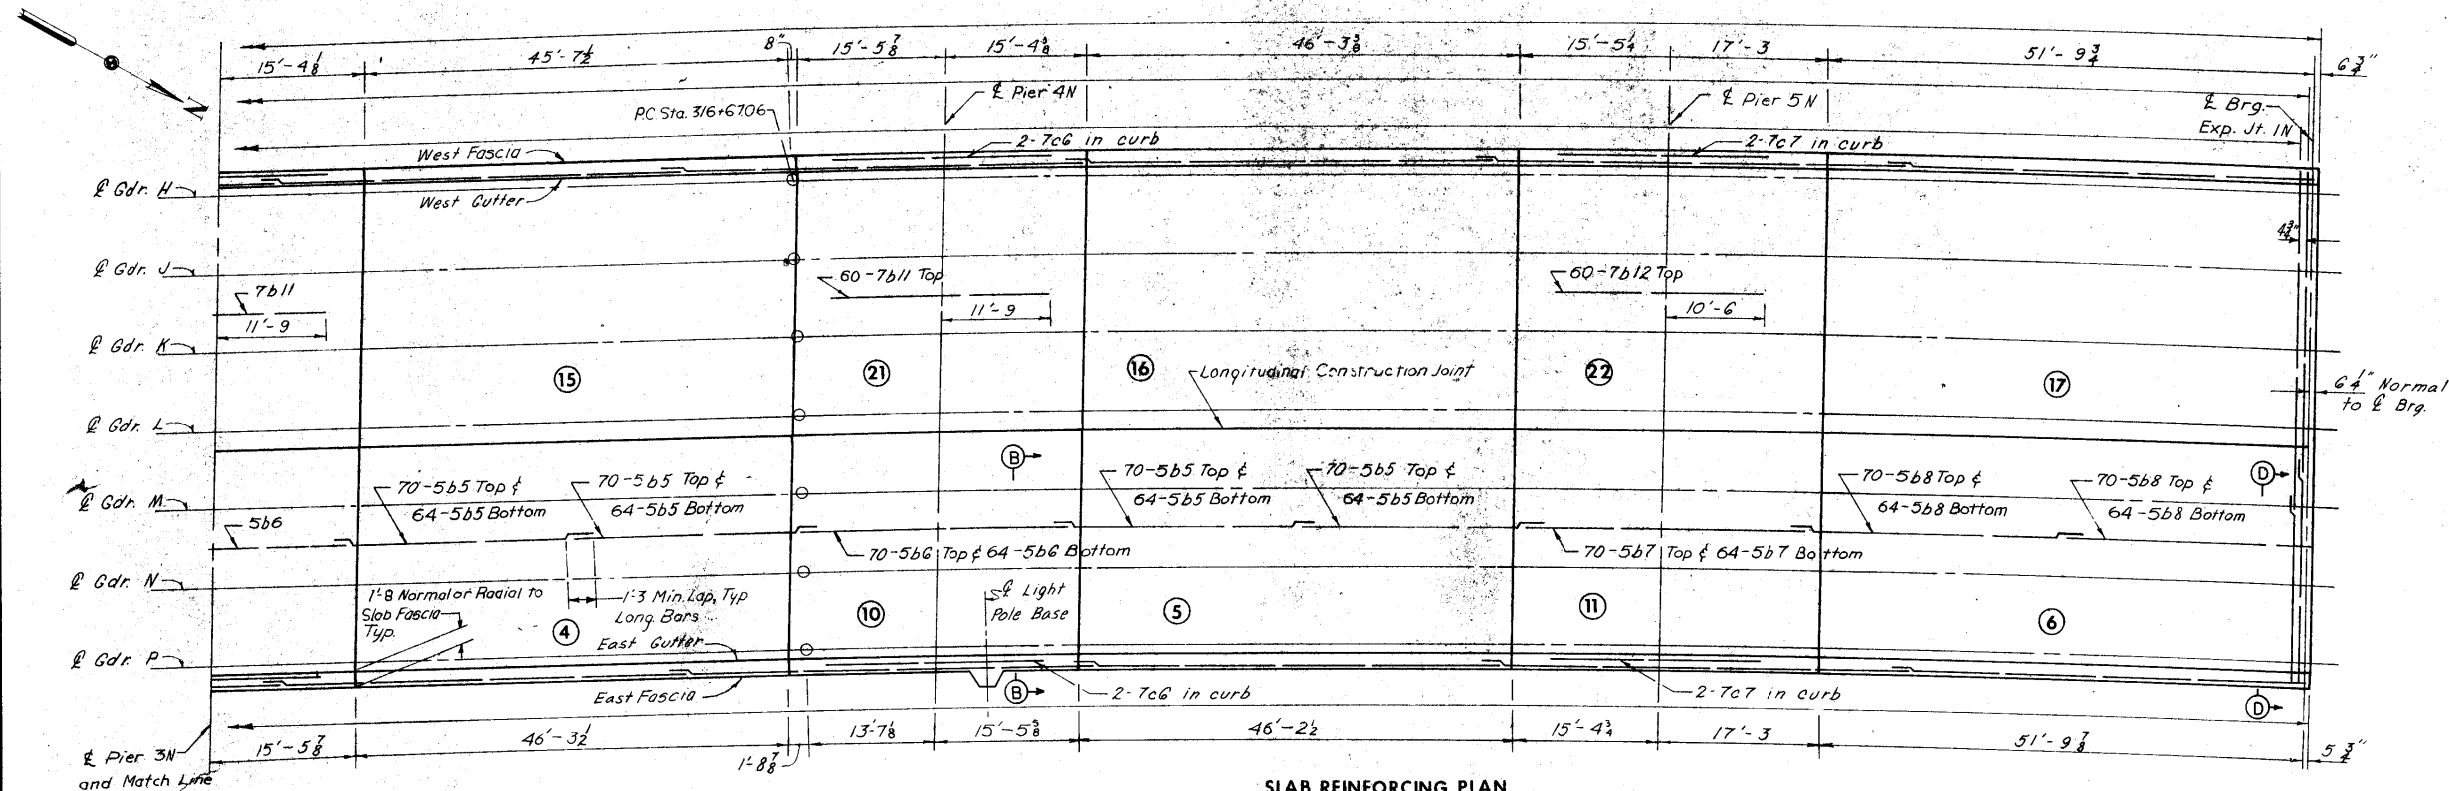 15'-4 1/8
45'-7 1/2
8"
15'-5 7/8
15'-4 3/8
46'-3 3/8
15'-5 1/4
17'-3
51'-9 3/4
6 3/4"
N
P.C. Sta. 316+67.06
℄ Pier 4N
℄ Pier 5N
℄ Brg.
Exp. Jt. 1N
West Fascia
2-7c6 in curb
2-7c7 in curb
℄ Gdr. H
West Gutter
4 3/4"
℄ Gdr. J
7b11
11'-9
60-7b11 Top
11'-9
60-7b12 Top
10'-6
℄ Gdr. K
15
21
16
Longitudinal Construction Joint
22
17
6 1/4" Normal
to ℄ Brg.
℄ Gdr. L
B
D
℄ Gdr. M
70-5b5 Top &
64-5b5 Bottom
70-5b5 Top &
64-5b5 Bottom
70-5b5 Top &
64-5b5 Bottom
70-5b5 Top &
64-5b5 Bottom
70-5b8 Top &
64-5b8 Bottom
70-5b8 Top &
64-5b8 Bottom
5b6
70-5b6 Top & 64-5b6 Bottom
70-5b7 Top & 64-5b7 Bottom
℄ Gdr. N
1'-8 Normal or Radial to
Slab Fascia
Typ.
1'-3 Min. Lap, Typ
Long. Bars
℄ Light
Pole Base
4
10
5
11
6
East Gutter
℄ Gdr. P
East Fascia
B
2-7c6 in curb
2-7c7 in curb
D
℄ Pier 3N
and Match Line
15'-5 7/8
46'-3 1/2
1'-8 7/8
13'-7 1/8
15'-5 5/8
46'-2 1/2
15'-4 3/4
17'-3
51'-9 7/8
5 3/4"
SLAB REINFORCING PLAN